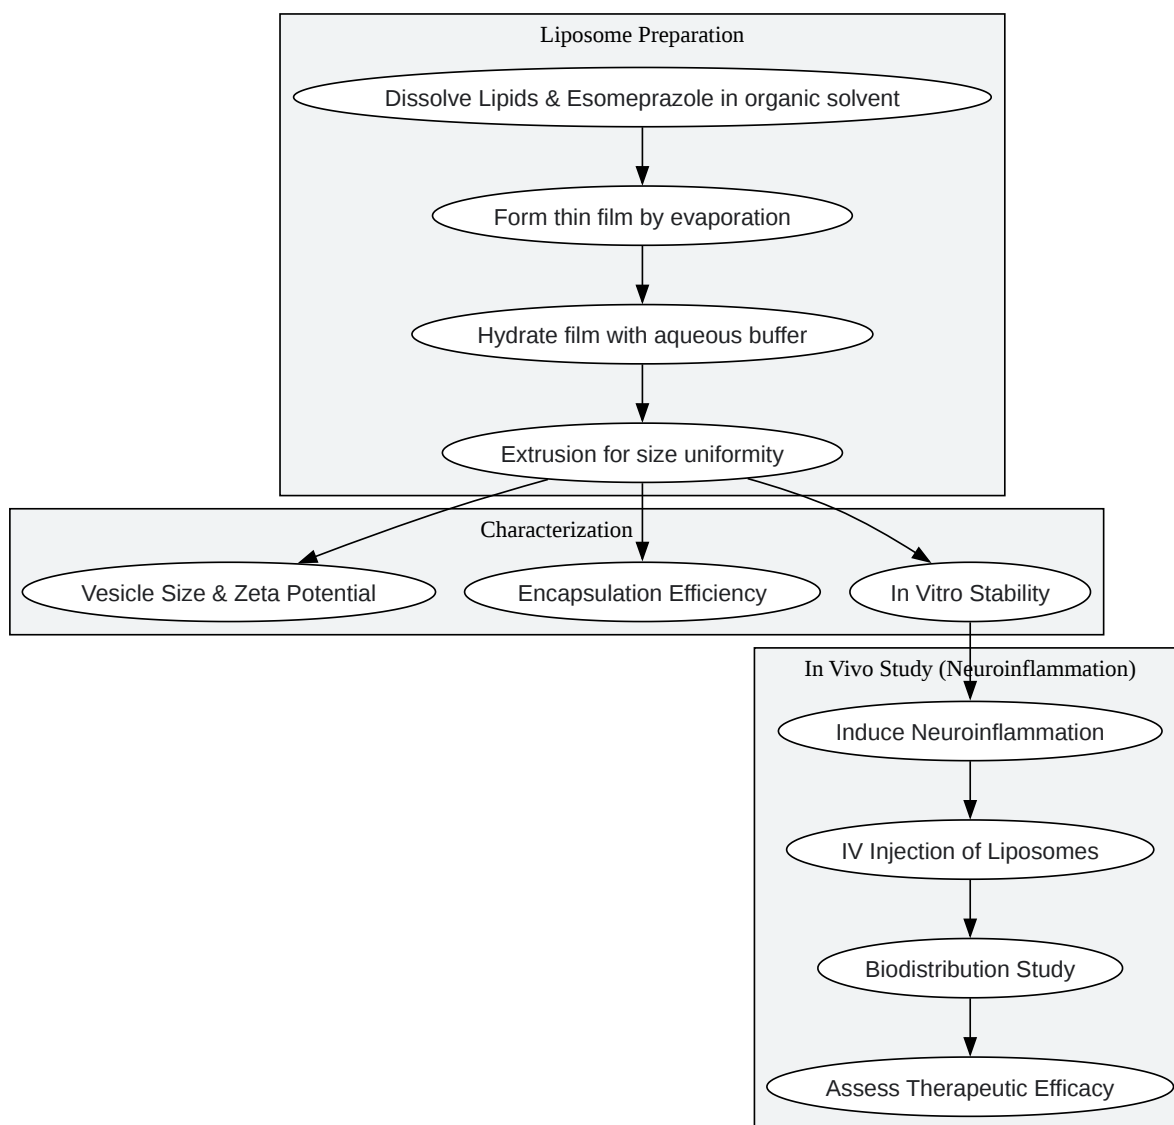 Liposome Preparation
Dissolve Lipids & Esomeprazole in organic solvent
Form thin film by evaporation
Hydrate film with aqueous buffer
Extrusion for size uniformity
Characterization
Vesicle Size & Zeta Potential
Encapsulation Efficiency
In Vitro Stability
In Vivo Study (Neuroinflammation)
Induce Neuroinflammation
IV Injection of Liposomes
Biodistribution Study
Assess Therapeutic Efficacy